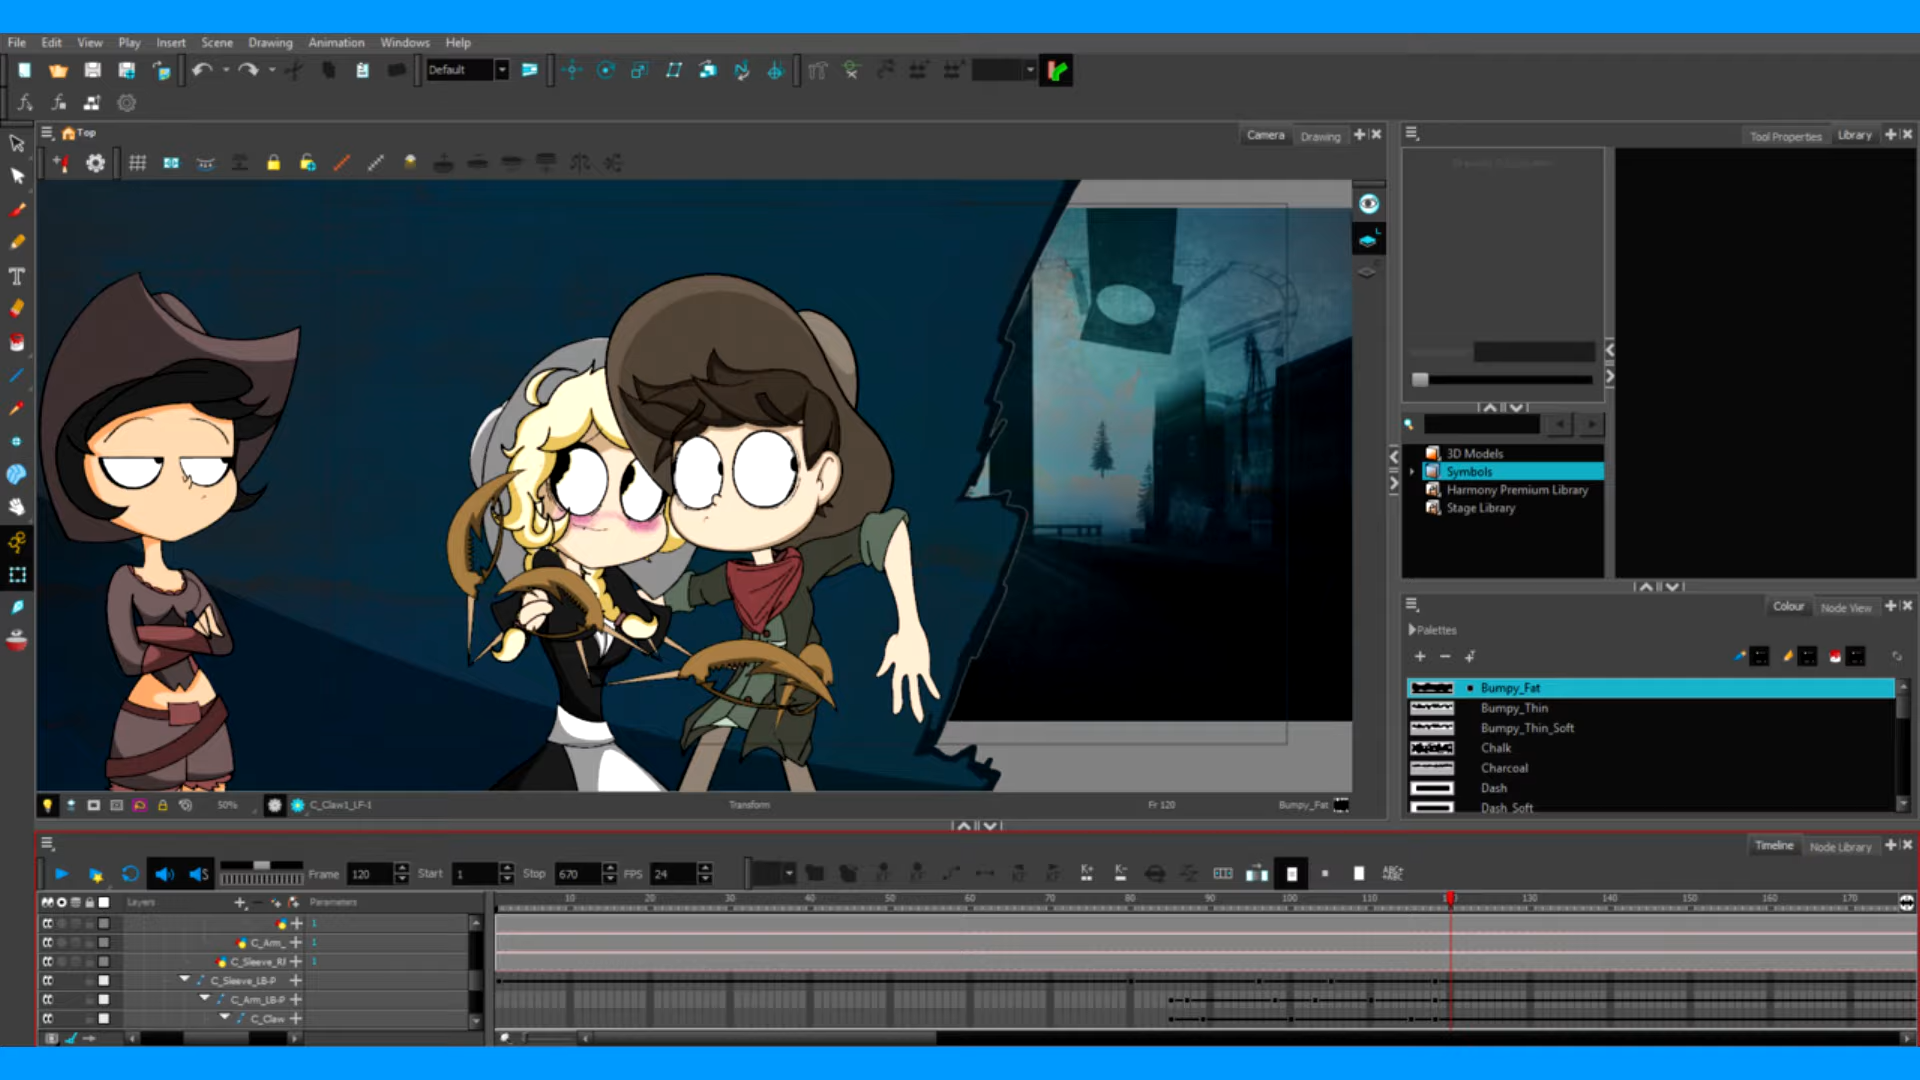 File Edit View Play Insert Scene Drawing Animation Windows Help
Default
Top
Camera Drawing
Tool Properties Library
3D Models
Symbols
Harmony Premium Library
Stage Library
Colour Node View
Palettes
Bumpy_Fat
Bumpy_Thin
Bumpy_Thin_Soft
Chalk
Charcoal
Dash
Dash_Soft
50% C_Claw1_LF-1 Transform Fr 120 Bumpy_Fat
Timeline Node Library
Frame 120 Start 1 Stop 670 FPS 24
Layers Parameters
10 20 30 40 50 60 70 80 90 100 110 130 140 150 160 170
1
C_Arm_ 1
C_Sleeve_RI 1
C_Sleeve_LB-P
C_Arm_LB-P
C_Claw